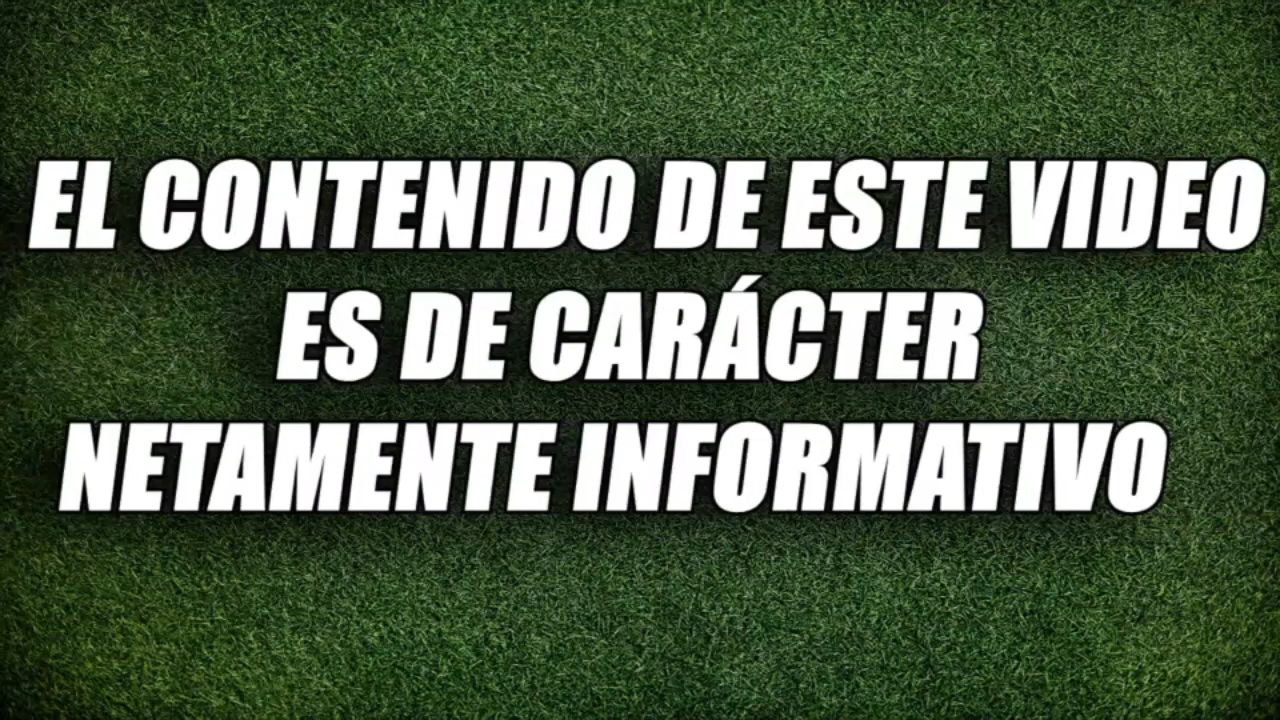 EL CONTENIDO DE ESTE VIDEO
ES DE CARÁCTER
NETAMENTE INFORMATIVO